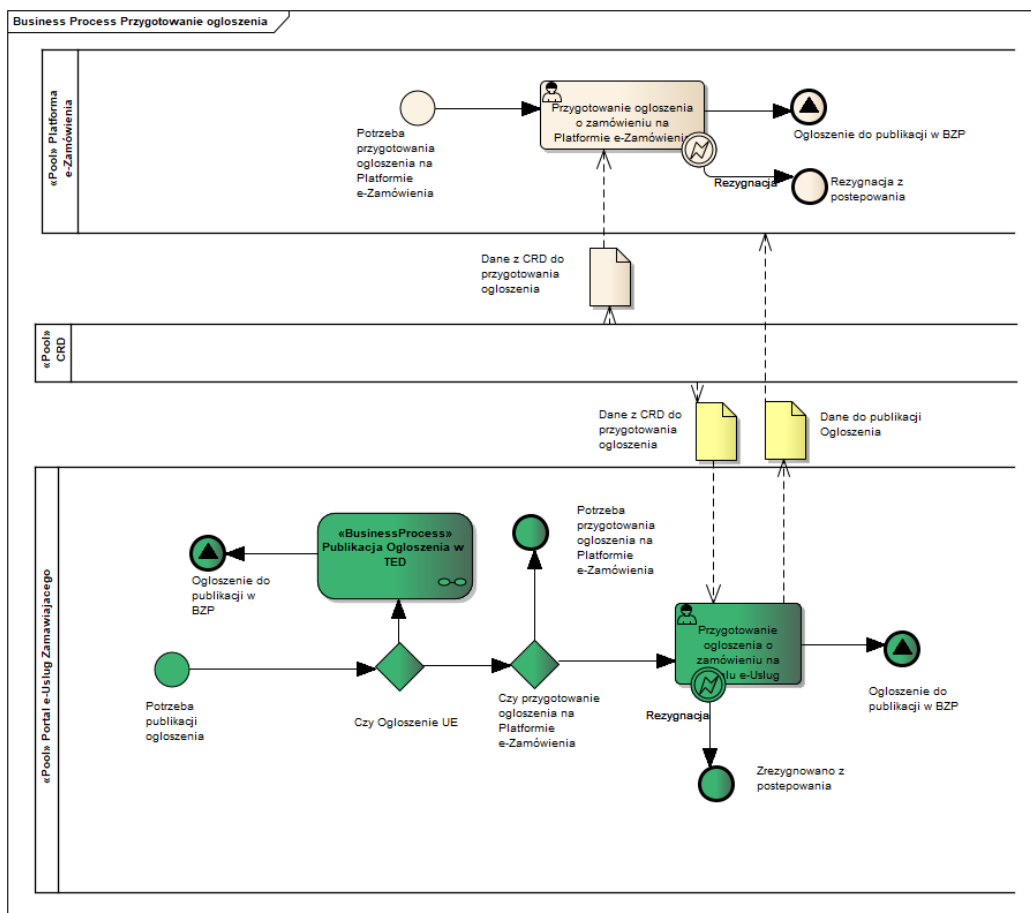 Business Process Przygotowanie ogloszenia
«Pool» Platforma
e-Zamówienia
Potrzeba
przygotowania
ogloszenia na
Platformie
e-Zamówienia
Przygotowanie ogloszenia
o zamówieniu na
Platformie e-Zamówieni
Rezygnacja
Ogloszenie do publikacji w BZP
Rezygnacja z
postepowania
Dane z CRD do
przygotowania
ogloszenia
«Pool»
CRD
Dane z CRD do
przygotowania
ogloszenia
Dane do publikacji
Ogloszenia
«Pool» Portal e-Uslug Zamawiajacego
«BusinessProcess»
Publikacja Ogloszenia w
TED
Ogloszenie do
publikacji w
BZP
Potrzeba
przygotowania
ogloszenia na
Platformie
e-Zamówienia
Potrzeba
publikacji
ogloszenia
Czy Ogloszenie UE
Czy przygotowanie
ogloszenia na
Platformie
e-Zamówienia
Przygotowanie
ogloszenia o
zamówieniu na
alu e-Uslug
Rezygnacja
Ogloszenie do
publikacji w BZP
Zrezygnowano z
postepowania